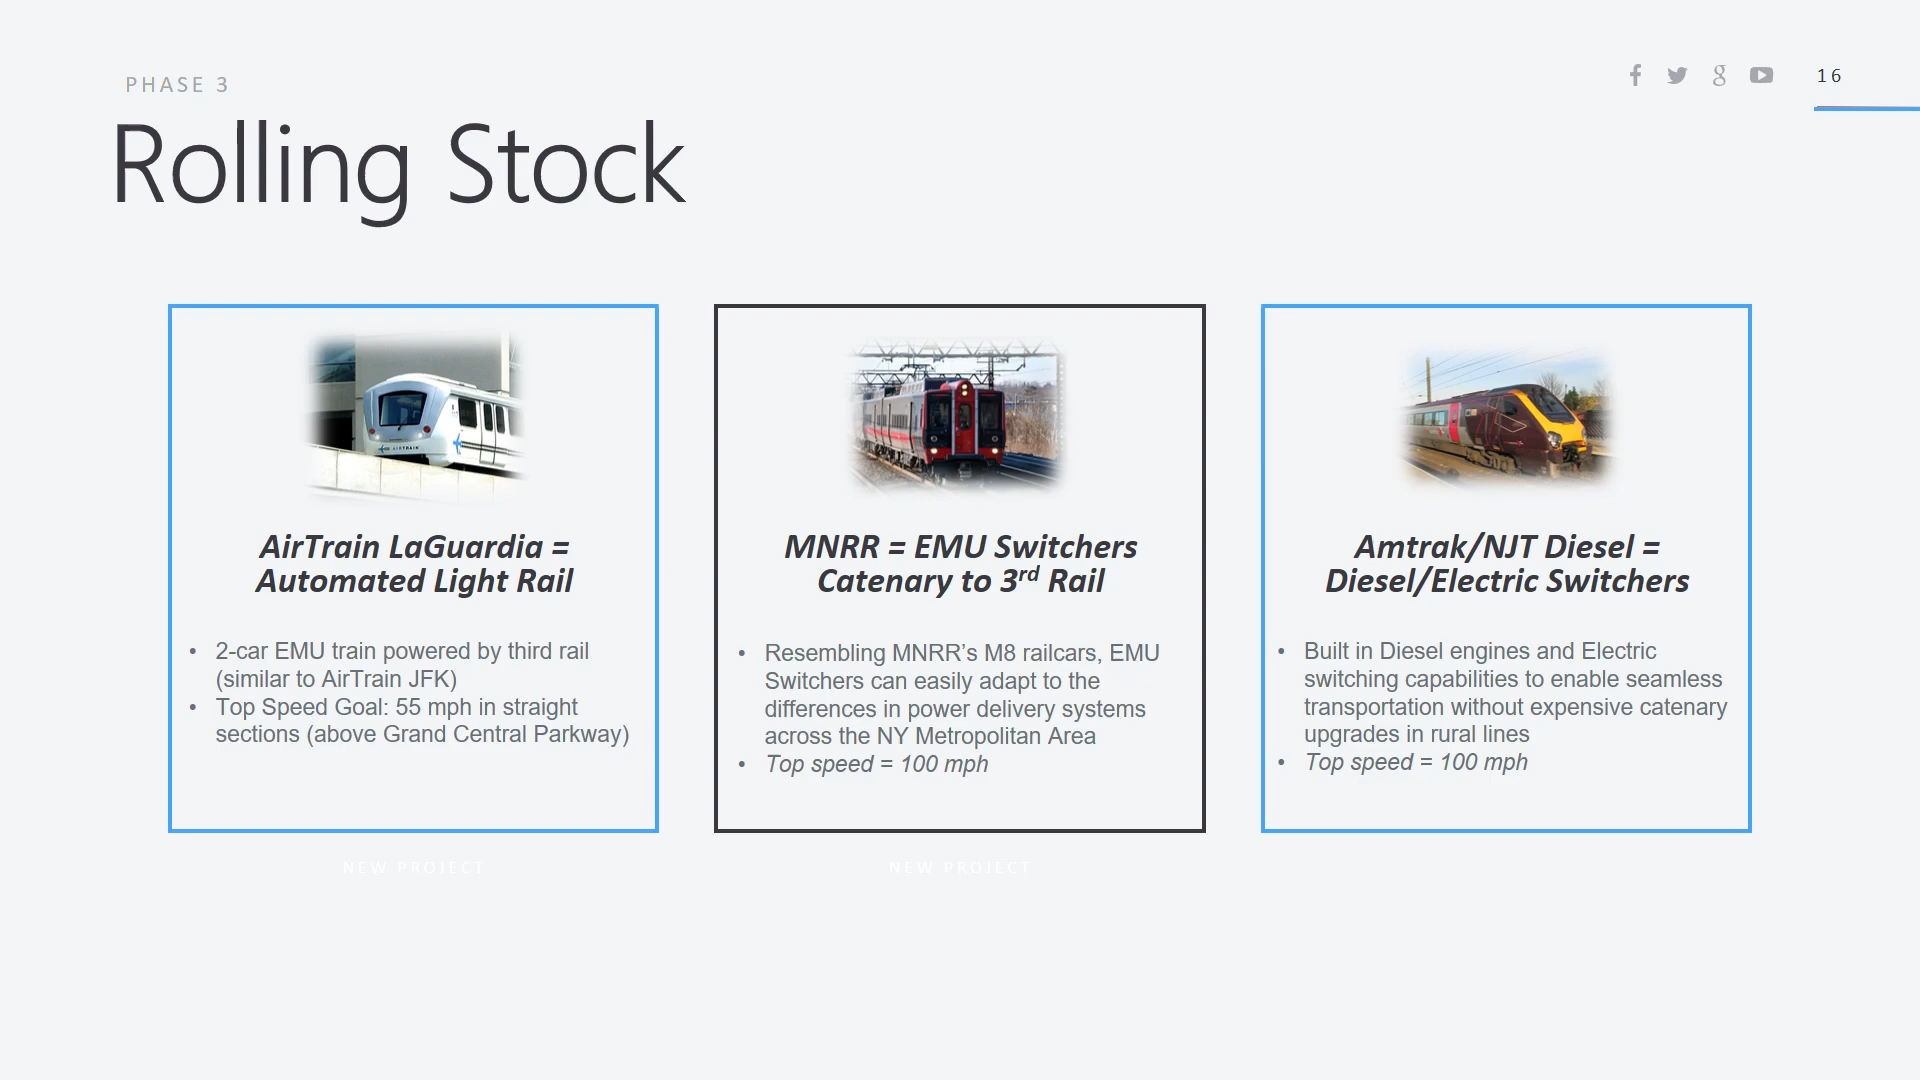 PHASE 3
16
Rolling Stock
AIRTRAIN
AirTrain LaGuardia =
Automated Light Rail
• 2-car EMU train powered by third rail
(similar to AirTrain JFK)
• Top Speed Goal: 55 mph in straight
sections (above Grand Central Parkway)
MNRR = EMU Switchers
Catenary to 3rd Rail
• Resembling MNRR’s M8 railcars, EMU
Switchers can easily adapt to the
differences in power delivery systems
across the NY Metropolitan Area
• Top speed = 100 mph
Amtrak/NJT Diesel =
Diesel/Electric Switchers
• Built in Diesel engines and Electric
switching capabilities to enable seamless
transportation without expensive catenary
upgrades in rural lines
• Top speed = 100 mph
NEW PROJECT
NEW PROJECT